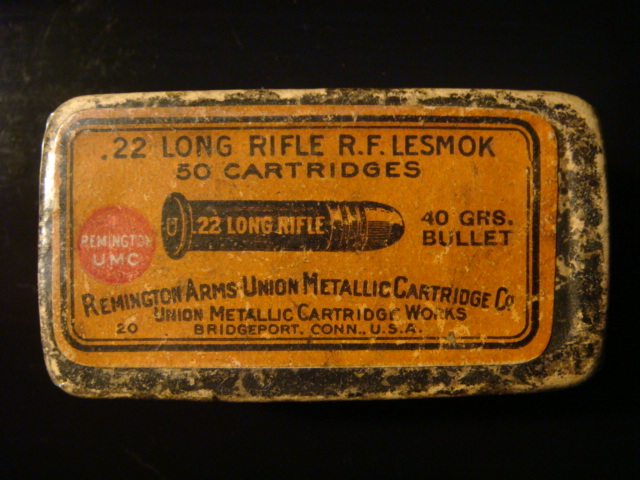 .22 LONG RIFLE R.F. LESMOK
50 CARTRIDGES
U
.22 LONG RIFLE
40 GRS.
BULLET
REMINGTON
UMC
REMINGTON ARMS UNION METALLIC CARTRIDGE CO
UNION METALLIC CARTRIDGE WORKS
20
BRIDGEPORT, CONN., U.S.A.